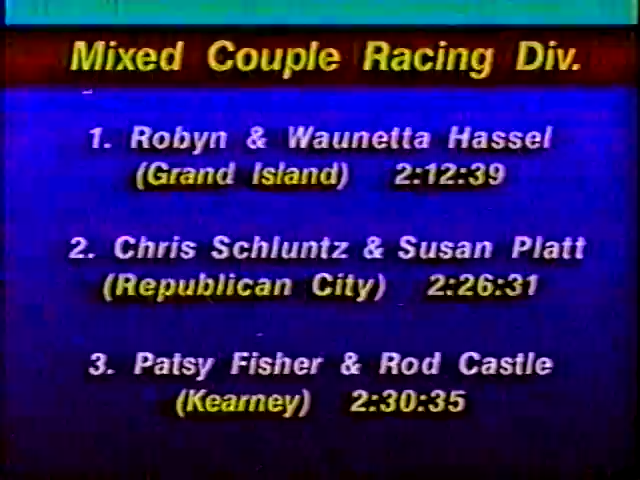 Mixed Couple Racing Div.
1. Robyn & Waunetta Hassel
(Grand Island) 2:12:39
2. Chris Schluntz & Susan Platt
(Republican City) 2:26:31
3. Patsy Fisher & Rod Castle
(Kearney) 2:30:35